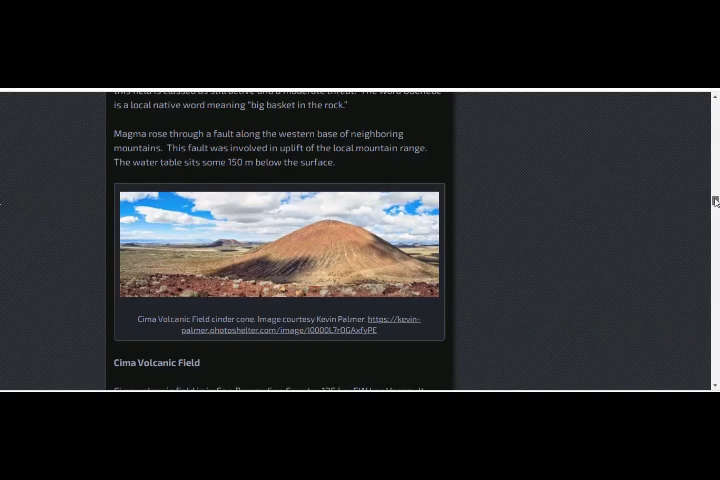 this field is classed as still active and a moderate threat. The word Ubehebe
is a local native word meaning "big basket in the rock."
Magma rose through a fault along the western base of neighboring
mountains. This fault was involved in uplift of the local mountain range.
The water table sits some 150 m below the surface.
Cima Volcanic Field cinder cone. Image courtesy Kevin Palmer. https://kevin-
palmer.photoshelter.com/image/I0000L7r0GAxfyPE
Cima Volcanic Field